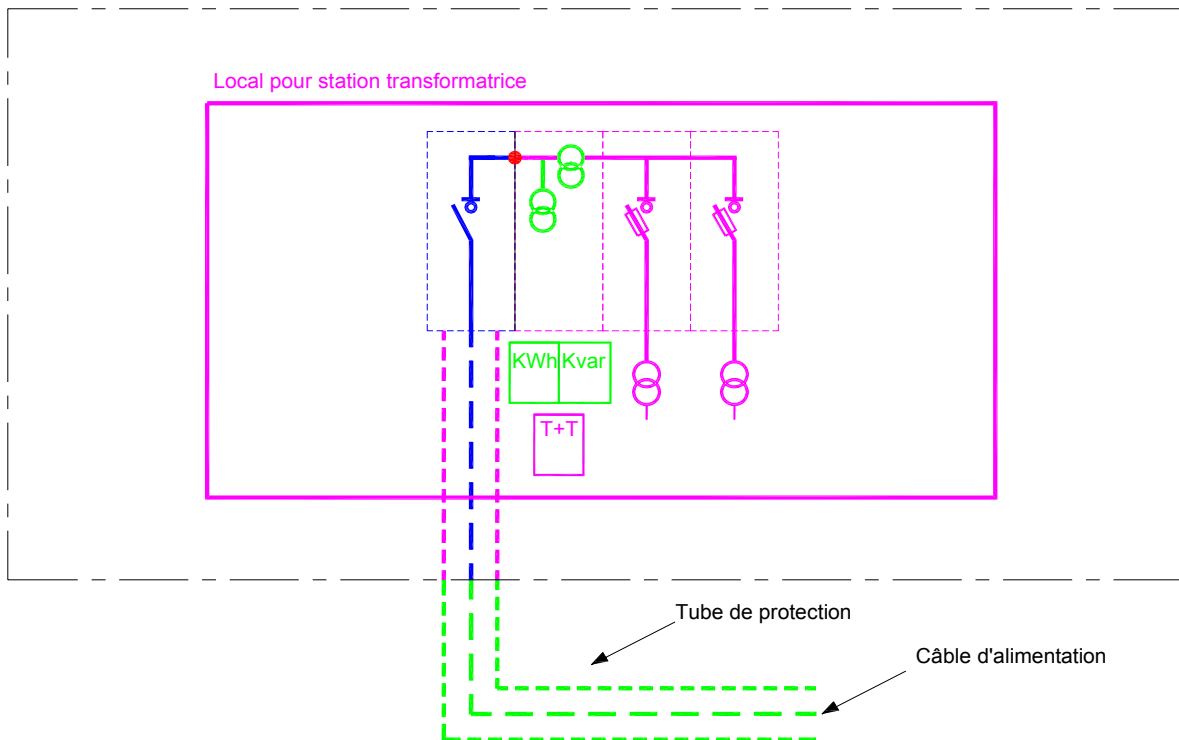 Local pour station transformatrice
KWh Kvar
T+T
Tube de protection
Câble d'alimentation